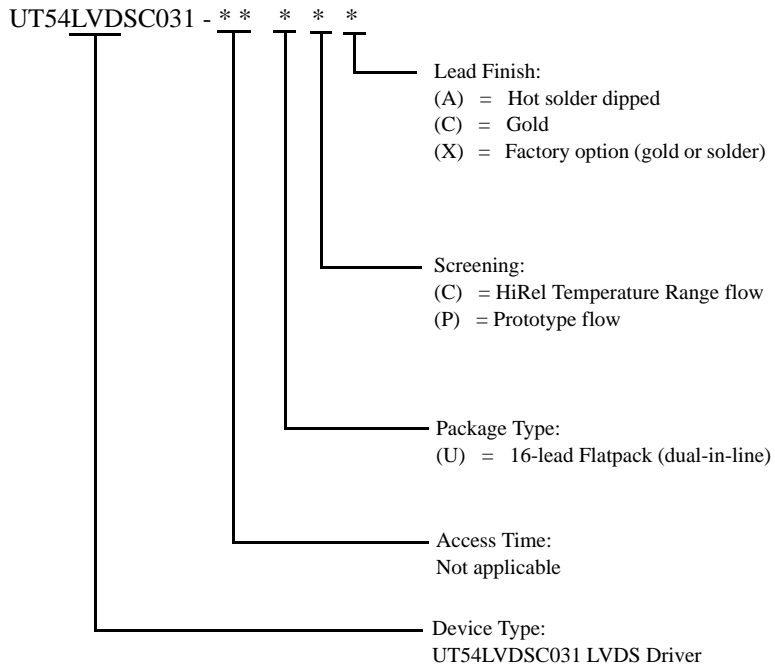 UT54LVDSC031 - * * * * *
Lead Finish:
(A) = Hot solder dipped
(C) = Gold
(X) = Factory option (gold or solder)
Screening:
(C) = HiRel Temperature Range flow
(P) = Prototype flow
Package Type:
(U) = 16-lead Flatpack (dual-in-line)
Access Time:
Not applicable
Device Type:
UT54LVDSC031 LVDS Driver